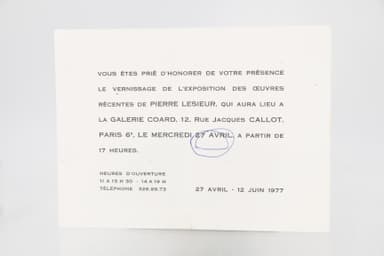 VOUS ÊTES PRIÉ D'HONORER DE VOTRE PRÉSENCE
LE VERNISSAGE DE L'EXPOSITION DES ŒUVRES
RÉCENTES DE PIERRE LESIEUR, QUI AURA LIEU A
LA GALERIE COARD, 12, RUE JACQUES CALLOT,
PARIS 6e, LE MERCREDI 27 AVRIL, A PARTIR DE
17 HEURES.
HEURES D'OUVERTURE
11 A 12 H 30 - 14 A 19 H
TÉLÉPHONE 326.99.73
27 AVRIL - 12 JUIN 1977